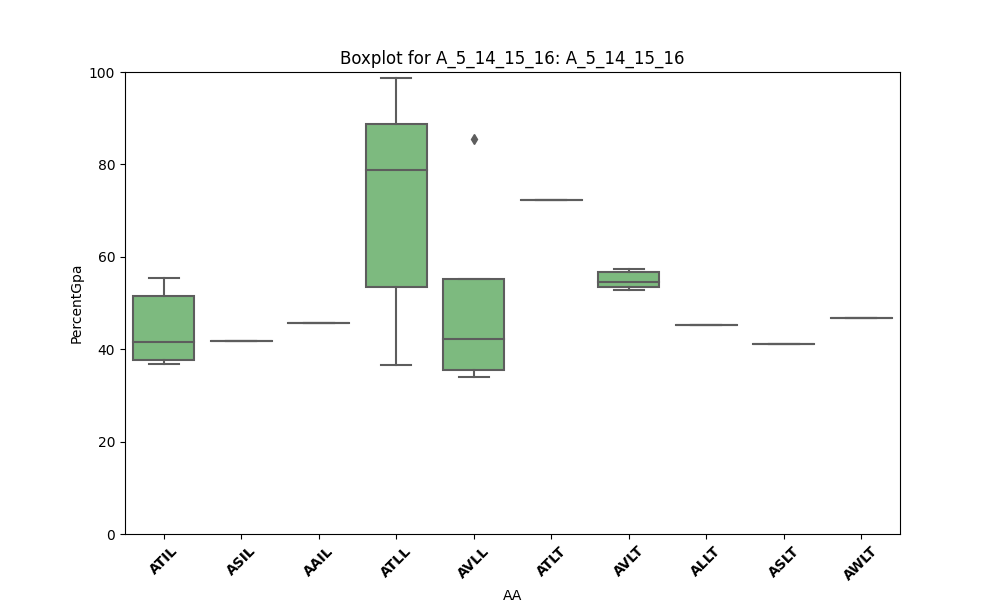 Boxplot for A_5_14_15_16: A_5_14_15_16
100
80
60
40
20
0
PercentGpa
ATIL
ASIL
AAIL
ATLL
AVLL
ATLT
AVLT
ALLT
ASLT
AWLT
AA